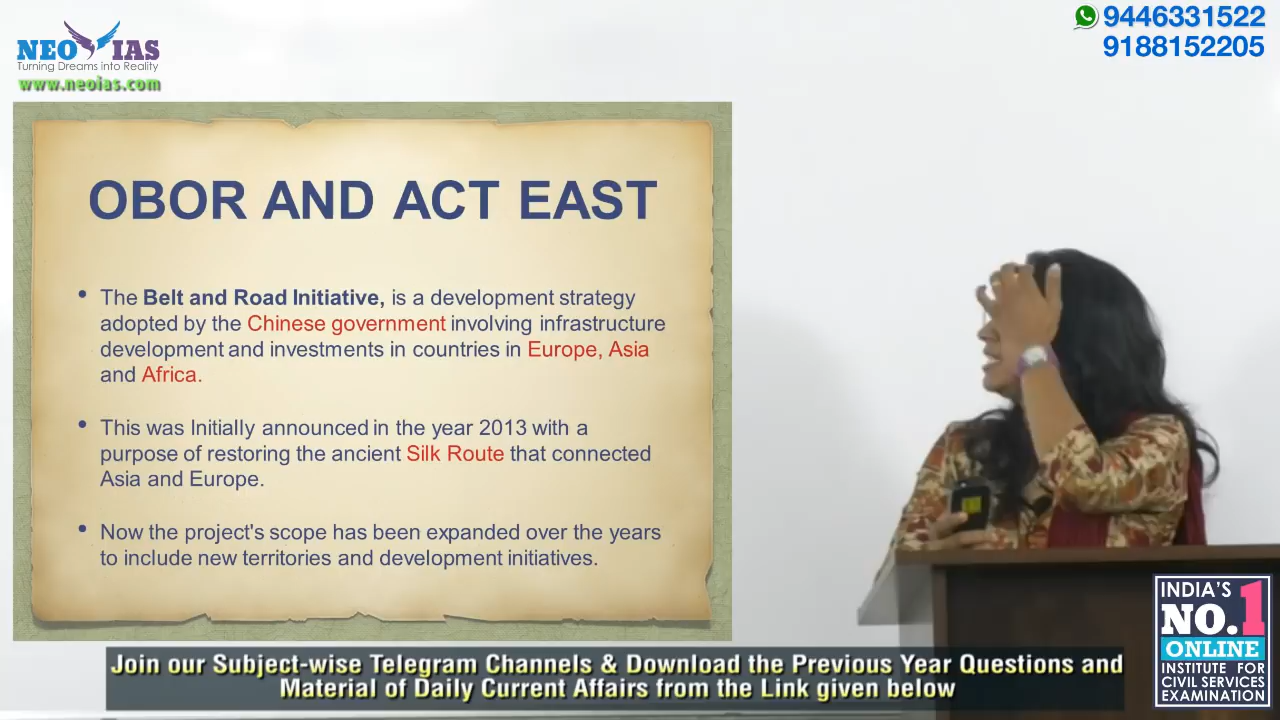 NEO IAS
Turning Dreams into Reality
www.neoias.com
9446331522
9188152205
OBOR AND ACT EAST
• The Belt and Road Initiative, is a development strategy
adopted by the Chinese government involving infrastructure
development and investments in countries in Europe, Asia
and Africa.
• This was Initially announced in the year 2013 with a
purpose of restoring the ancient Silk Route that connected
Asia and Europe.
• Now the project's scope has been expanded over the years
to include new territories and development initiatives.
INDIA'S
NO.1
ONLINE
INSTITUTE FOR
CIVIL SERVICES
EXAMINATION
Join our Subject-wise Telegram Channels & Download the Previous Year Questions and
Material of Daily Current Affairs from the Link given below